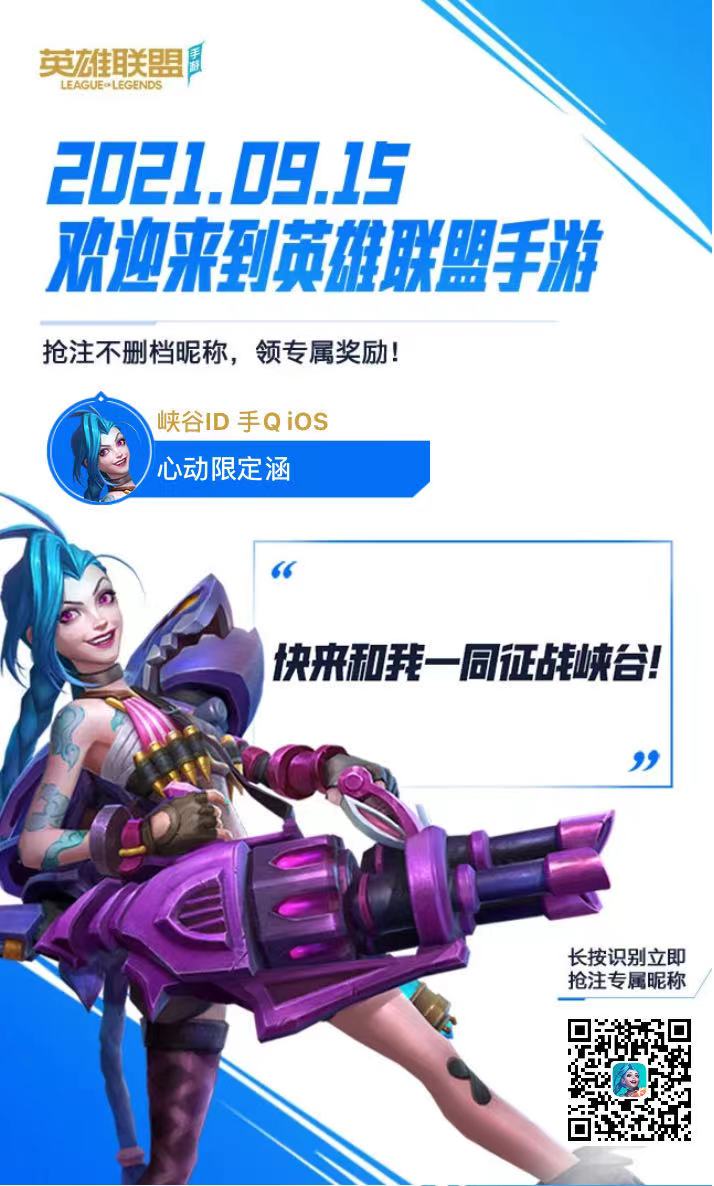 英雄联盟手游
LEAGUE OF LEGENDS
2021.09.15
欢迎来到英雄联盟手游
抢注不删档昵称，领专属奖励！
峡谷ID 手Q iOS
心动限定涵
“
快来和我一同征战峡谷！
”
长按识别立即
抢注专属昵称